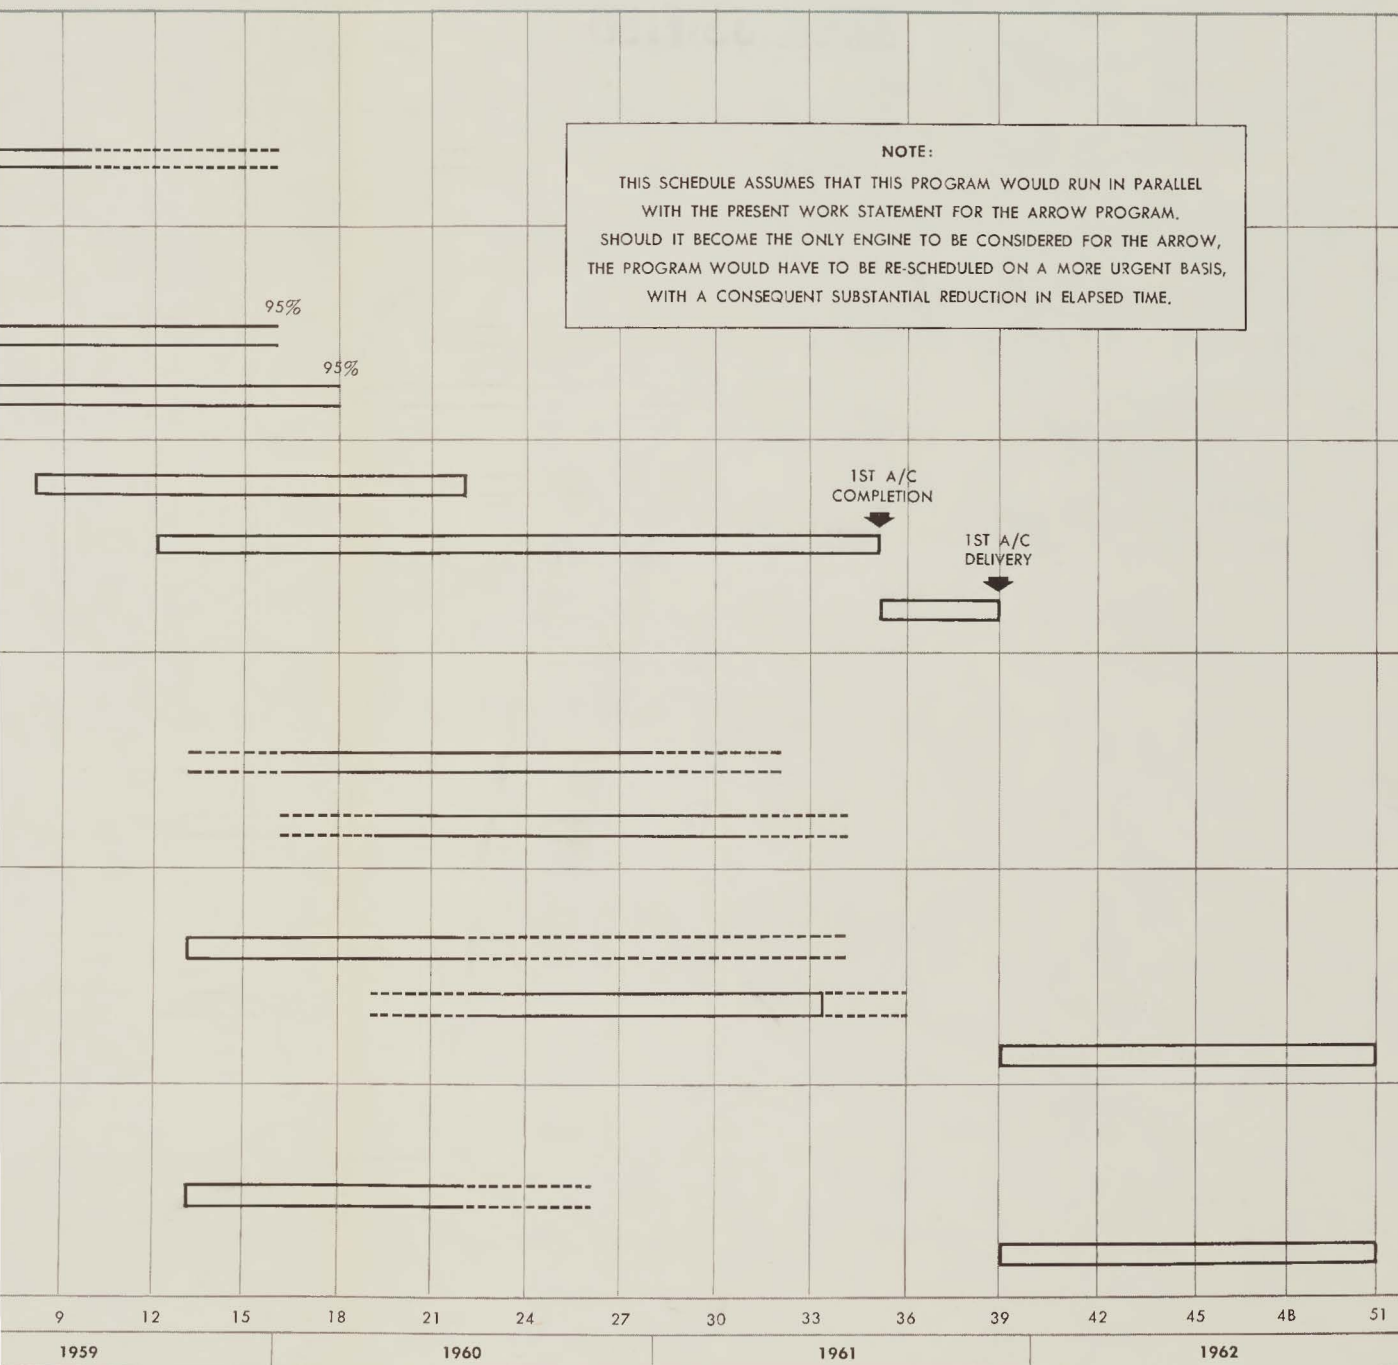 NOTE:
THIS SCHEDULE ASSUMES THAT THIS PROGRAM WOULD RUN IN PARALLEL
WITH THE PRESENT WORK STATEMENT FOR THE ARROW PROGRAM.
SHOULD IT BECOME THE ONLY ENGINE TO BE CONSIDERED FOR THE ARROW,
THE PROGRAM WOULD HAVE TO BE RE-SCHEDULED ON A MORE URGENT BASIS,
WITH A CONSEQUENT SUBSTANTIAL REDUCTION IN ELAPSED TIME.
95%
95%
1ST A/C
COMPLETION
1ST A/C
DELIVERY
9 12 15 18 21 24 27 30 33 36 39 42 45 4B 51
1959 1960 1961 1962